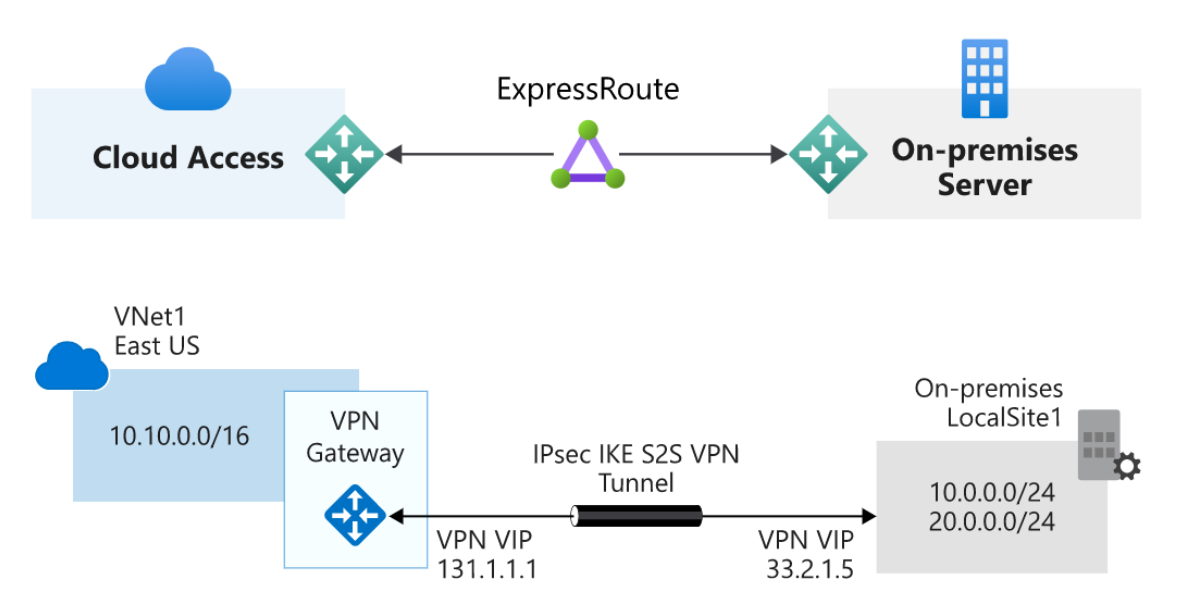 ExpressRoute
Cloud Access
On-premises
Server
VNet1
East US
10.10.0.0/16
VPN
Gateway
IPsec IKE S2S VPN
Tunnel
VPN VIP
131.1.1.1
VPN VIP
33.2.1.5
On-premises
LocalSite1
10.0.0.0/24
20.0.0.0/24